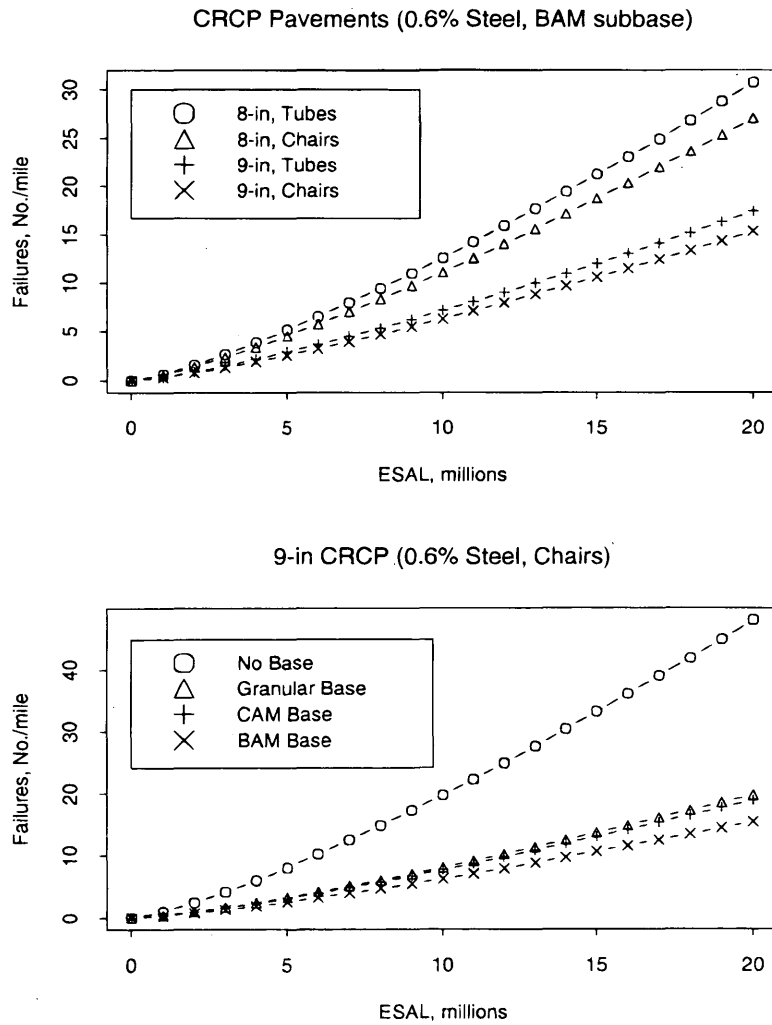 CRCP Pavements (0.6% Steel, BAM subbase)
8-in, Tubes
8-in, Chairs
9-in, Tubes
9-in, Chairs
Failures, No./mile
0
5
10
15
20
25
30
0
5
10
15
20
ESAL, millions
9-in CRCP (0.6% Steel, Chairs)
No Base
Granular Base
CAM Base
BAM Base
Failures, No./mile
0
10
20
30
40
0
5
10
15
20
ESAL, millions